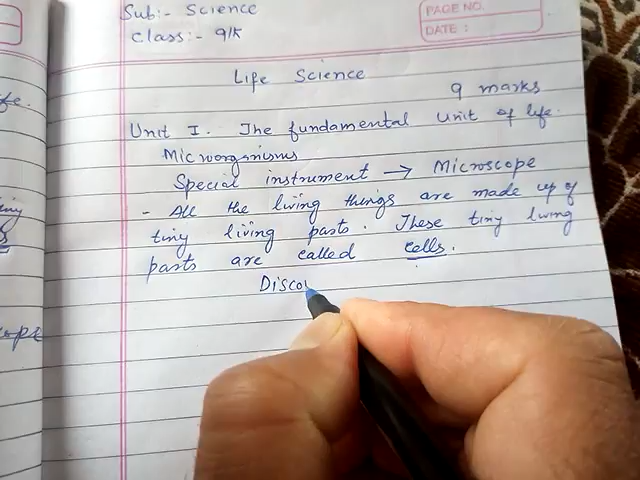 Sub:- Science
Class:- 9th
PAGE NO.
DATE :
Life Science
9 marks
Unit I. The fundamental unit of life.
Microorganisms
Special instrument → Microscope
- All the living things are made up of
tiny living parts. These tiny living
parts are called cells.
Disco